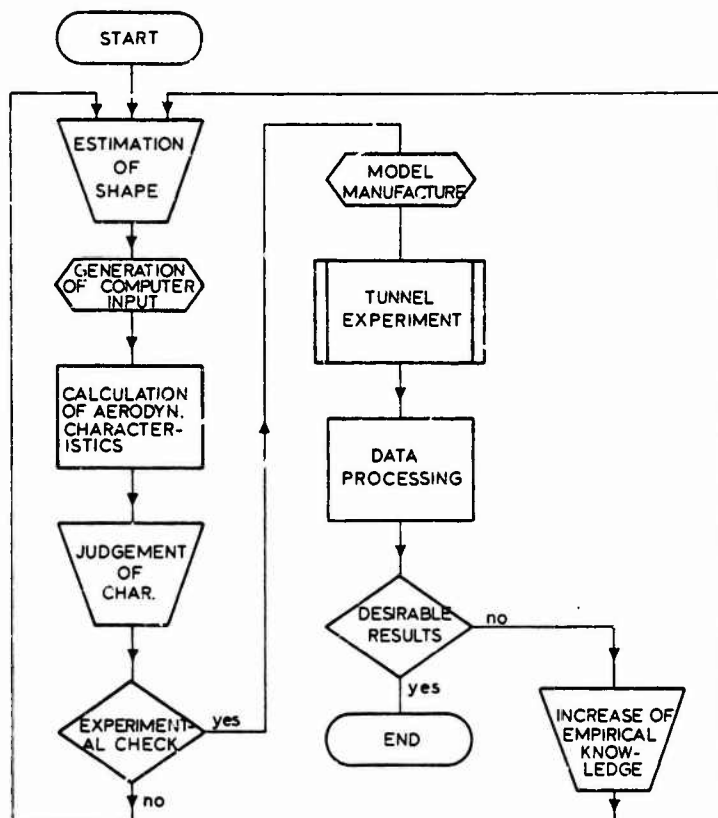 START
ESTIMATION
OF
SHAPE
GENERATION
OF COMPUTER
INPUT
CALCULATION
OF AERODYN.
CHARACTER-
ISTICS
JUDGEMENT
OF
CHAR.
EXPERIMENT-
AL CHECK
yes
no
MODEL
MANUFACTURE
TUNNEL
EXPERIMENT
DATA
PROCESSING
DESIRABLE
RESULTS
no
yes
END
INCREASE OF
EMPIRICAL
KNOW-
LEDGE